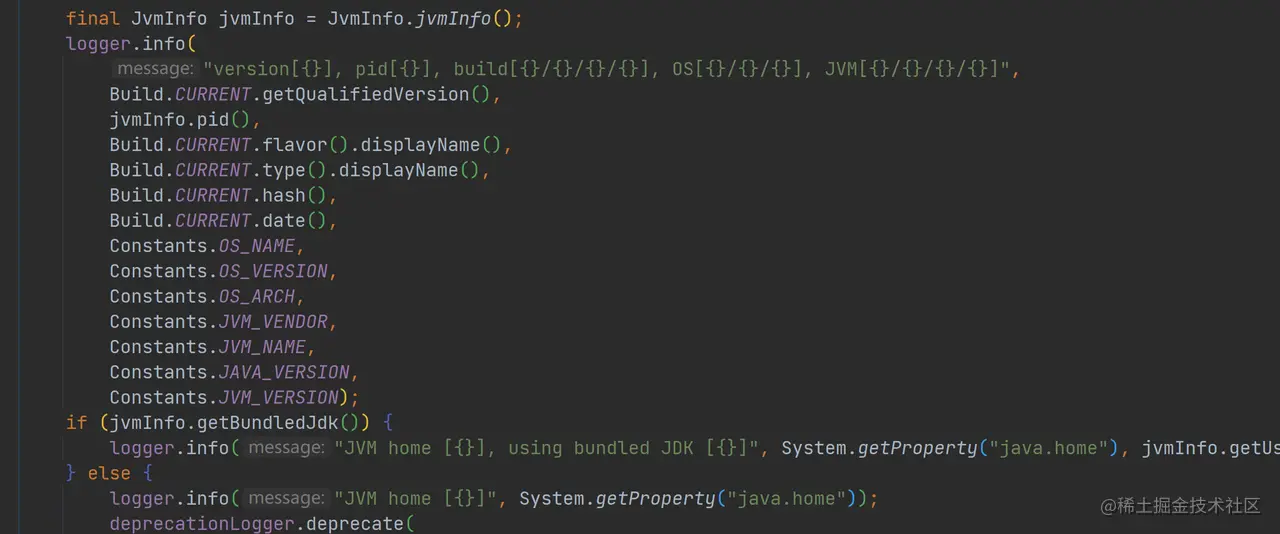 final JvmInfo jvmInfo = JvmInfo.jvmInfo();
logger.info(
message: "version[{}], pid[{}], build[{}/{}/{}/{}], OS[{}/{}/{}], JVM[{}/{}/{}/{}]",
Build.CURRENT.getQualifiedVersion(),
jvmInfo.pid(),
Build.CURRENT.flavor().displayName(),
Build.CURRENT.type().displayName(),
Build.CURRENT.hash(),
Build.CURRENT.date(),
Constants.OS_NAME,
Constants.OS_VERSION,
Constants.OS_ARCH,
Constants.JVM_VENDOR,
Constants.JVM_NAME,
Constants.JAVA_VERSION,
Constants.JVM_VERSION);
if (jvmInfo.getBundledJdk()) {
logger.info( message: "JVM home [{}], using bundled JDK [{}]", System.getProperty("java.home"), jvmInfo.getUs
} else {
logger.info( message: "JVM home [{}]", System.getProperty("java.home"));
deprecationLogger.deprecate(
@稀土掘金技术社区